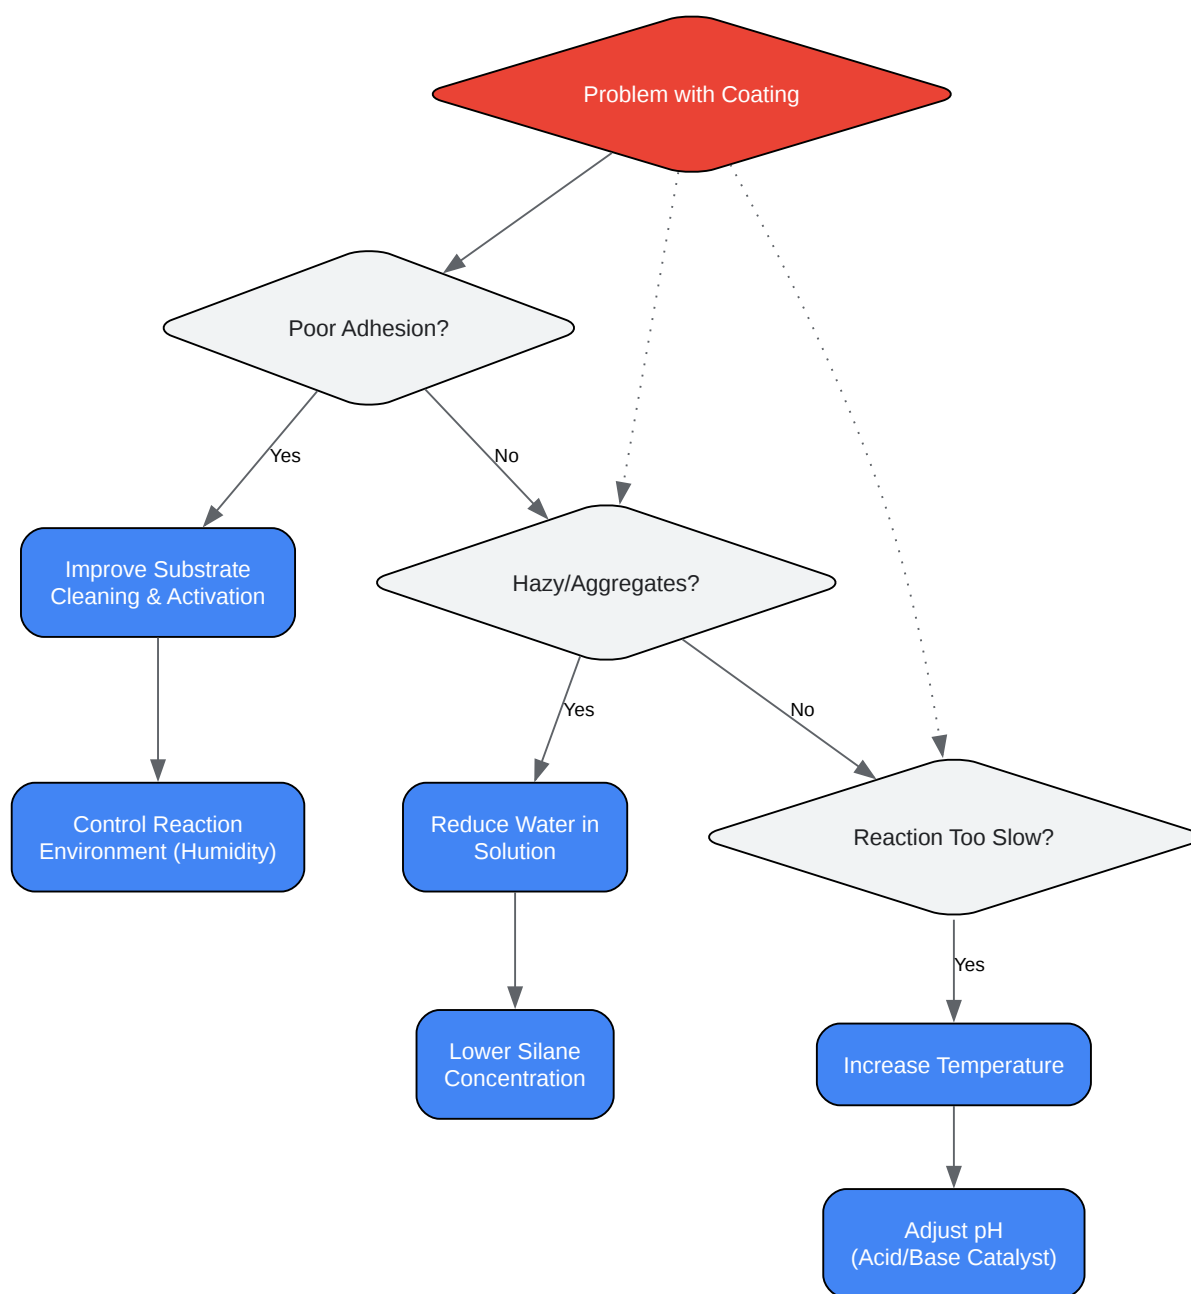 Problem with Coating
Poor Adhesion?
Yes
No
Improve Substrate
Cleaning & Activation
Hazy/Aggregates?
Yes
No
Control Reaction
Environment (Humidity)
Reduce Water in
Solution
Reaction Too Slow?
Yes
Lower Silane
Concentration
Increase Temperature
Adjust pH
(Acid/Base Catalyst)